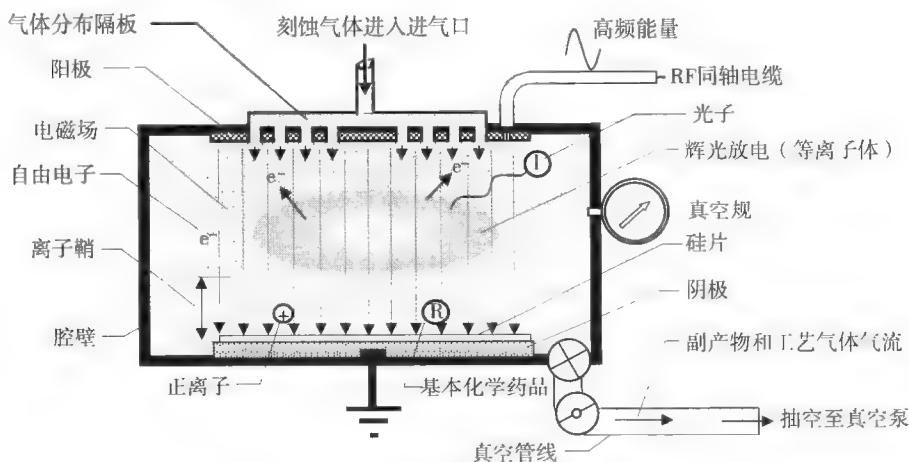 气体分布隔板
刻蚀气体进入进气口
高频能量
阳极
RF同轴电缆
电磁场
光子
自由电子
辉光放电（等离子体）
e⁻
e⁻
e⁻
真空规
离子鞘
硅片
阴极
腔壁
副产物和工艺气体气流
正离子
基本化学药品
+
R
抽空至真空泵
真空管线